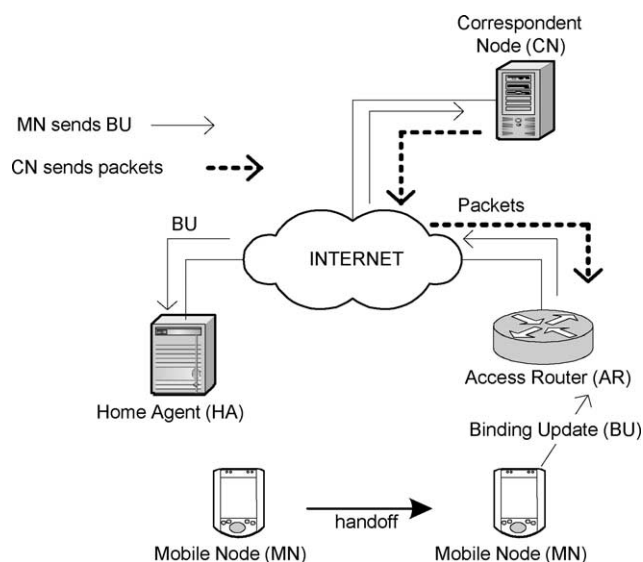 Correspondent
Node (CN)
MN sends BU
CN sends packets
Packets
BU
INTERNET
Access Router (AR)
Home Agent (HA)
Binding Update (BU)
handoff
Mobile Node (MN)
Mobile Node (MN)